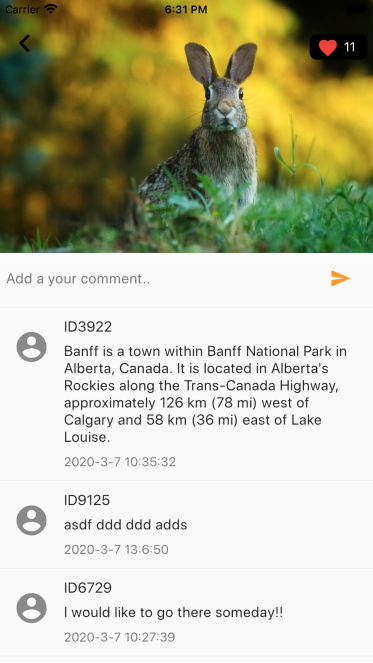 Carrier 6:31 PM
11
Add a your comment..
ID3922
Banff is a town within Banff National Park in
Alberta, Canada. It is located in Alberta's
Rockies along the Trans-Canada Highway,
approximately 126 km (78 mi) west of
Calgary and 58 km (36 mi) east of Lake
Louise.
2020-3-7 10:35:32
ID9125
asdf ddd ddd adds
2020-3-7 13:6:50
ID6729
I would like to go there someday!!
2020-3-7 10:27:39